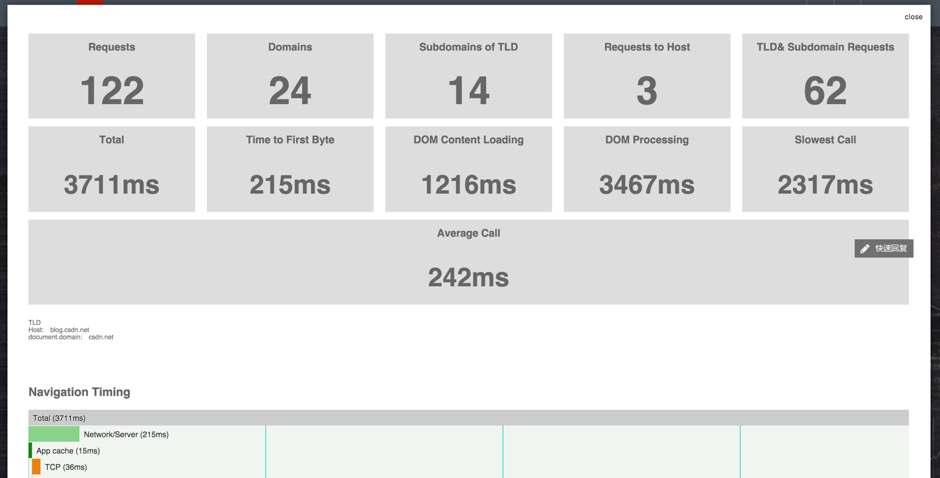 close
Requests
Domains
Subdomains of TLD
Requests to Host
TLD& Subdomain Requests
122
24
14
3
62
Total
Time to First Byte
DOM Content Loading
DOM Processing
Slowest Call
3711ms
215ms
1216ms
3467ms
2317ms
Average Call
快速回复
242ms
TLD
Host: blog.csdn.net
document.domain: csdn.net
Navigation Timing
Total (3711ms)
Network/Server (215ms)
App cache (15ms)
TCP (36ms)